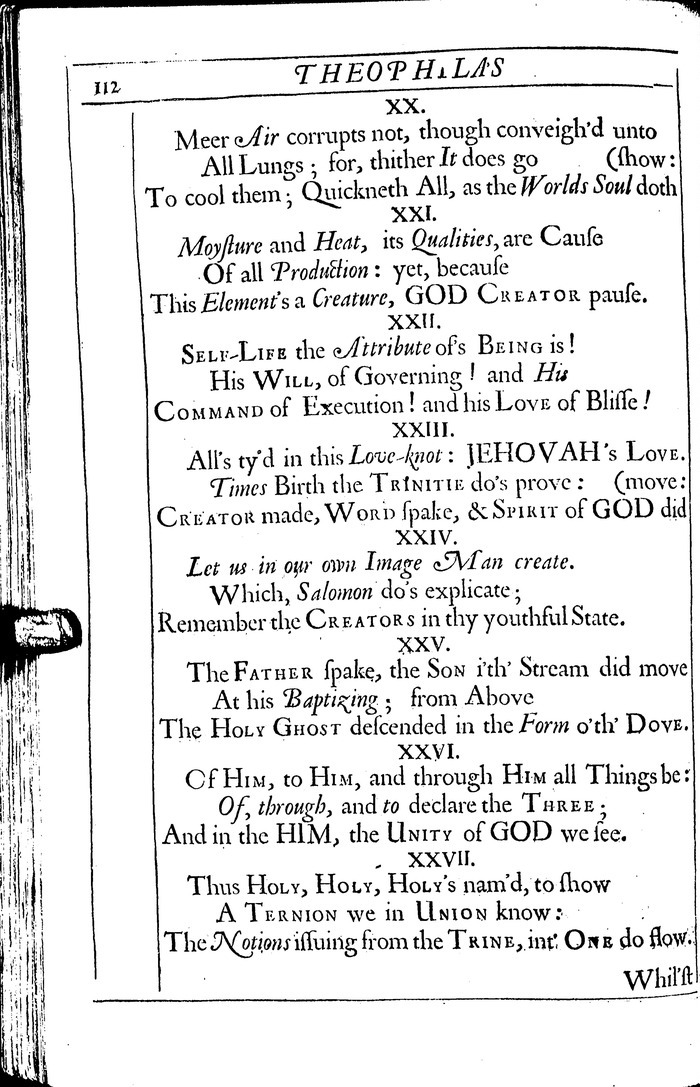 112
THEOPHILA'S
XX.
Meer Air corrupts not, though conveigh'd unto
All Lungs; for, thither It does go (ſhow:
To cool them; Quickneth All, as the Worlds Soul doth
XXI.
Moyſture and Heat, its Qualities, are Cauſe
Of all Production: yet, becauſe
This Element's a Creature, GOD CREATOR pauſe.
XXII.
SELF-LIFE the Attribute of's BEING is!
His WILL, of Governing! and His
COMMAND of Execution! and his LOVE of Bliſſe!
XXIII.
All's ty'd in this Love-knot: JEHOVAH's LOVE.
Times Birth the TRINITIE do's prove: (move:
CREATOR made, WORD ſpake, & SPIRIT of GOD did
XXIV.
Let us in our own Image Man create.
Which, Salomon do's explicate;
Remember the CREATORS in thy youthful State.
XXV.
The FATHER ſpake, the SON i'th' Stream did move
At his Baptizing; from Above
The HOLY GHOST deſcended in the Form o'th' DOVE.
XXVI.
Of HIM, to HIM, and through HIM all Things be:
Of, through, and to declare the THREE;
And in the HIM, the UNITY of GOD we ſee.
XXVII.
Thus HOLY, HOLY, HOLY's nam'd, to ſhow
A TERNION we in UNION know:
The Notions iſſuing from the TRINE, int' ONE do flow.
Whil'ſt